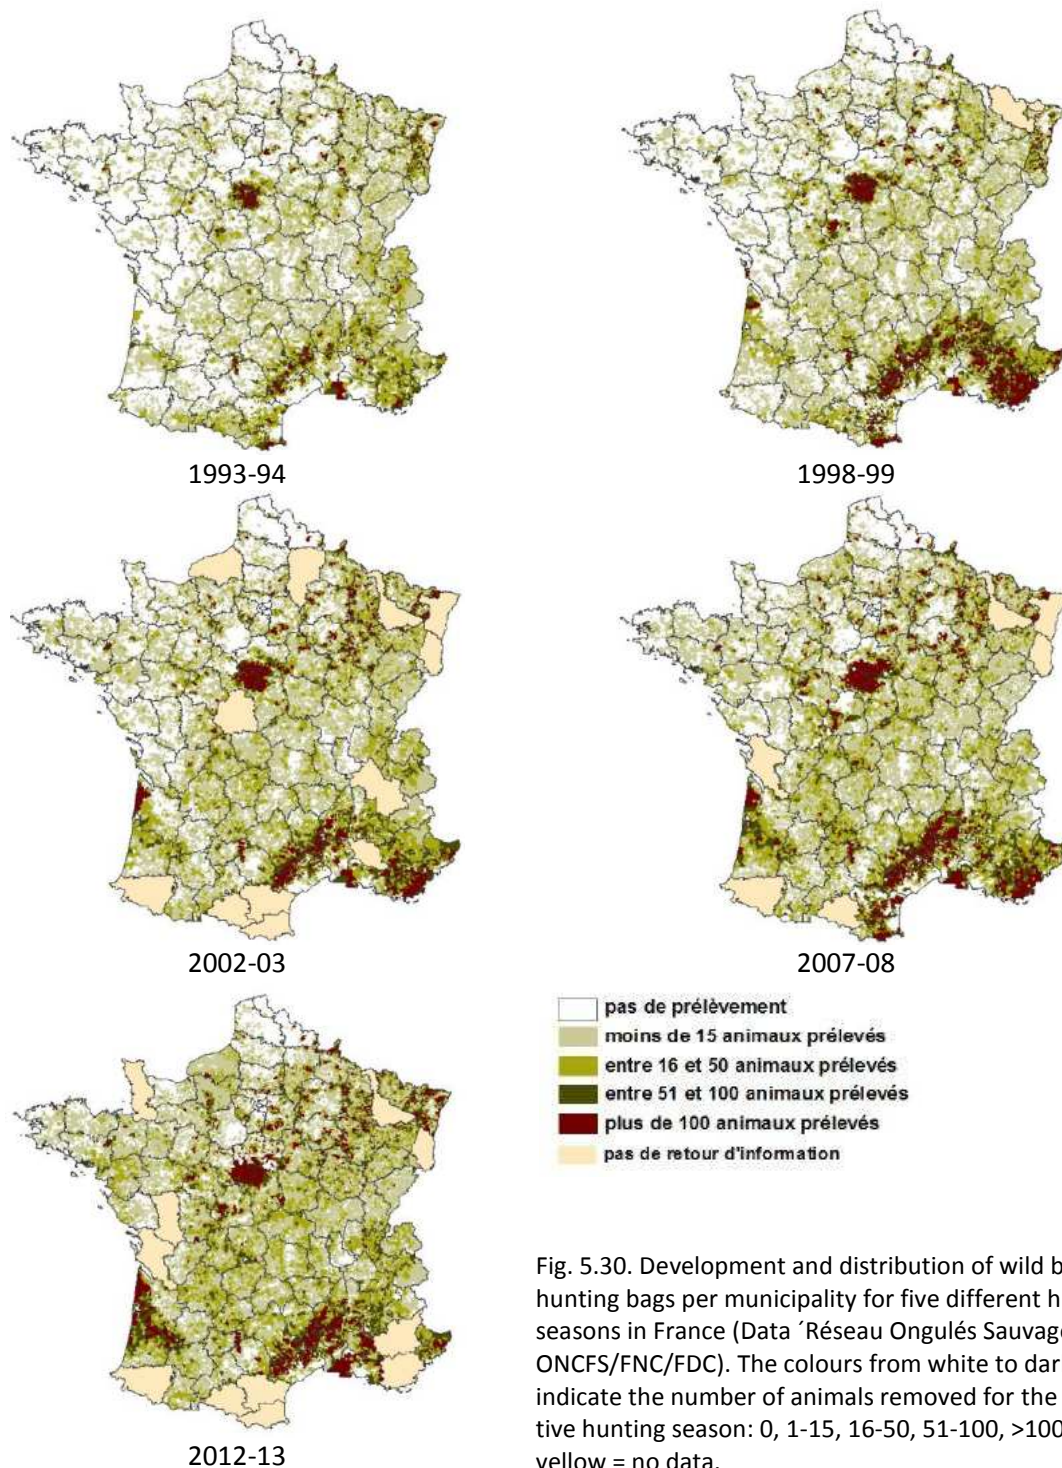 1993-94
1998-99
2002-03
2007-08
pas de prélèvement
moins de 15 animaux prélevés
entre 16 et 50 animaux prélevés
entre 51 et 100 animaux prélevés
plus de 100 animaux prélevés
pas de retour d'information
2012-13
Fig. 5.30. Development and distribution of wild b
hunting bags per municipality for five different h
seasons in France (Data ´Réseau Ongulés Sauvag
ONCFS/FNC/FDC). The colours from white to dar
indicate the number of animals removed for the
tive hunting season: 0, 1-15, 16-50, 51-100, >100
yellow = no data.